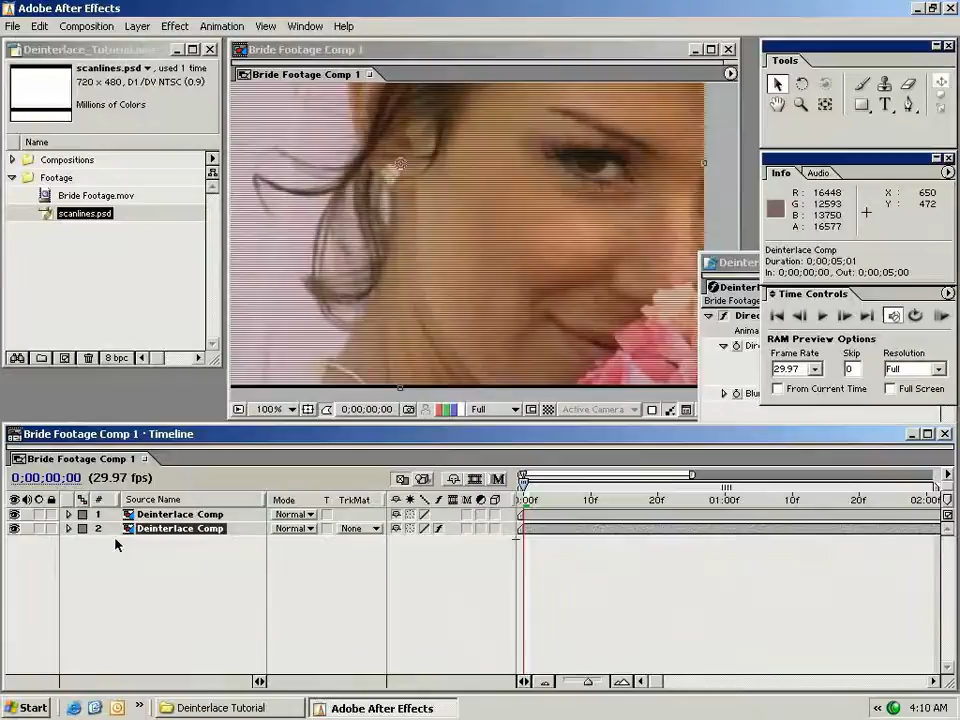 Adobe After Effects
File Edit Composition Layer Effect Animation View Window Help
scanlines.psd , used 1 time
720 x 480, D1/DV NTSC (0.9)
Millions of Colors
Name
Compositions
Footage
Bride Footage.mov
scanlines.psd
8 bpc
Bride Footage Comp 1
Bride Footage Comp 1
100% 0;00;00;00 Full Active Camera
Deinter
Deinterl
Bride Footage
Tools
Info Audio
R: 16448 X: 650
G: 12593 Y: 472
B: 13750
A: 16577
Deinterlace Comp
Duration: 0;00;05;01
In: 0;00;00;00, Out: 0;00;05;00
Time Controls
RAM Preview Options
Frame Rate Skip Resolution
29.97 0 Full
From Current Time Full Screen
Bride Footage Comp 1 · Timeline
Bride Footage Comp 1
0;00;00;00 (29.97 fps)
# Source Name Mode T TrkMat
10f 20f 01:00f 10f 20f 02:00f
1 Deinterlace Comp Normal
2 Deinterlace Comp Normal None
Start Deinterlace Tutorial Adobe After Effects 4:10 AM